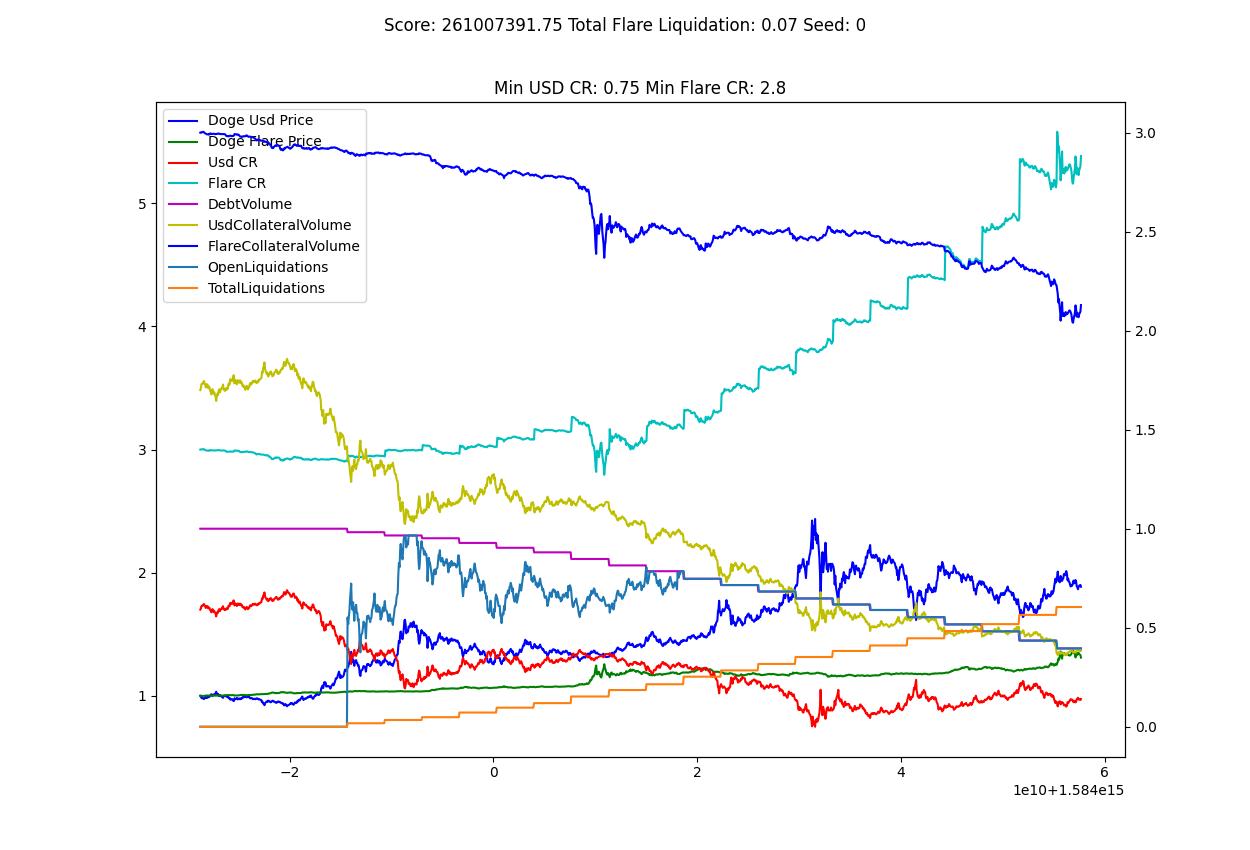 Score: 261007391.75 Total Flare Liquidation: 0.07 Seed: 0
Min USD CR: 0.75 Min Flare CR: 2.8
Doge Usd Price
Doge Flare Price
Usd CR
Flare CR
DebtVolume
UsdCollateralVolume
FlareCollateralVolume
OpenLiquidations
TotalLiquidations
5
4
3
2
1
3.0
2.5
2.0
1.5
1.0
0.5
0.0
−2 0 2 4 6
1e10+1.584e15